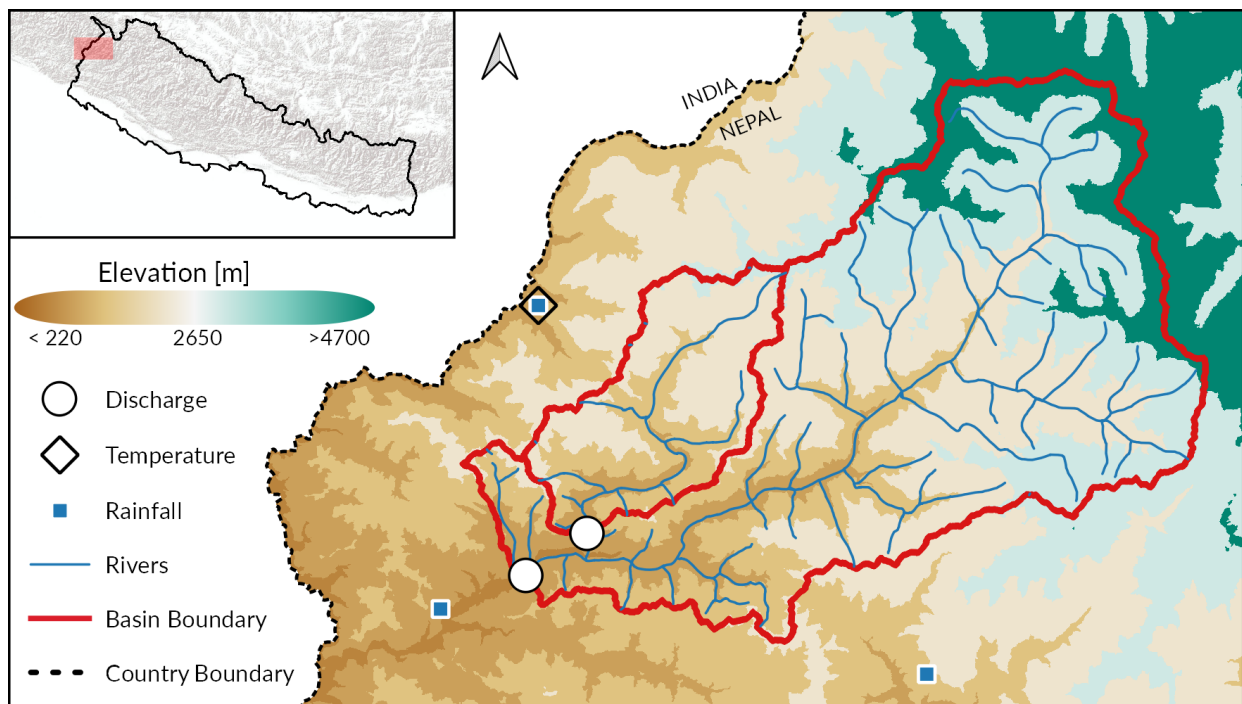 INDIA
NEPAL
Elevation [m]
< 220 2650 >4700
Discharge
Temperature
Rainfall
Rivers
Basin Boundary
Country Boundary